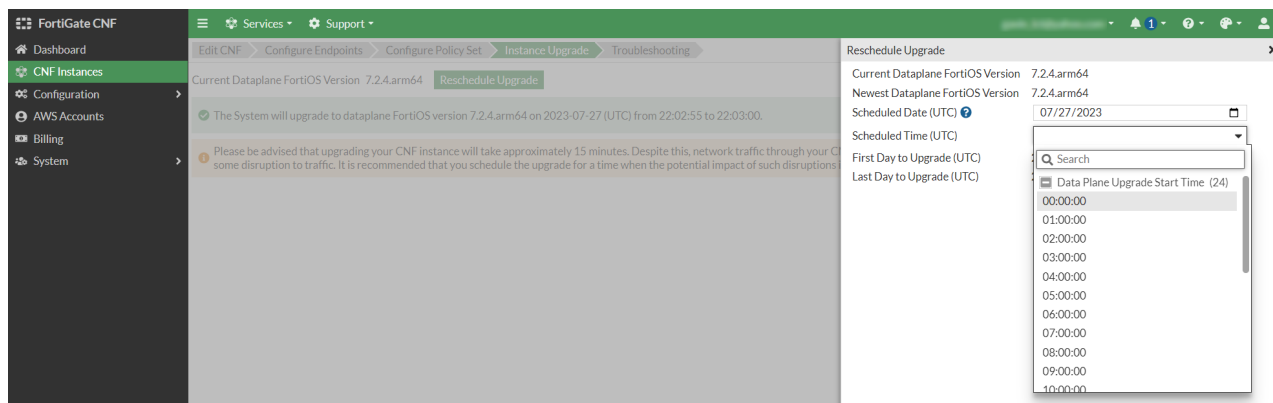 FortiGate CNF
Services
Support
1
Dashboard
CNF Instances
Configuration
AWS Accounts
Billing
System
Edit CNF
Configure Endpoints
Configure Policy Set
Instance Upgrade
Troubleshooting
Current Dataplane FortiOS Version 7.2.4.arm64
Reschedule Upgrade
The System will upgrade to dataplane FortiOS version 7.2.4.arm64 on 2023-07-27 (UTC) from 22:02:55 to 22:03:00.
Please be advised that upgrading your CNF instance will take approximately 15 minutes. Despite this, network traffic through your
some disruption to traffic. It is recommended that you schedule the upgrade for a time when the potential impact of such disruptions
Reschedule Upgrade
Current Dataplane FortiOS Version 7.2.4.arm64
Newest Dataplane FortiOS Version 7.2.4.arm64
Scheduled Date (UTC) 07/27/2023
Scheduled Time (UTC)
First Day to Upgrade (UTC)
Last Day to Upgrade (UTC)
Search
Data Plane Upgrade Start Time (24)
00:00:00
01:00:00
02:00:00
03:00:00
04:00:00
05:00:00
06:00:00
07:00:00
08:00:00
09:00:00
10:00:00